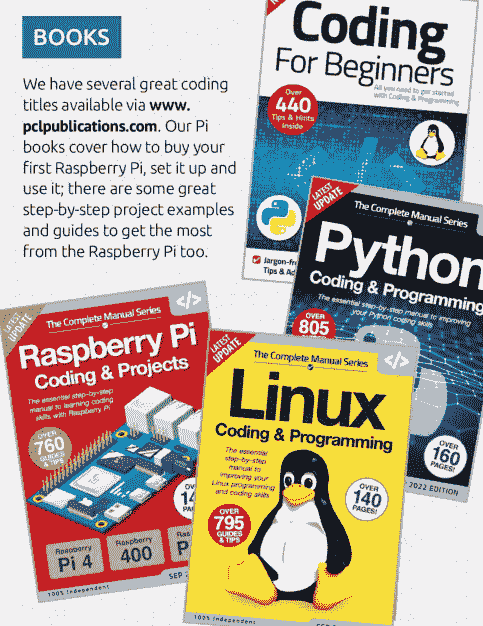 BOOKS
We have several great coding
titles available via www.
pclpublications.com. Our Pi
books cover how to buy your
first Raspberry Pi, set it up and
use it; there are some great
step-by-step project examples
and guides to get the most
from the Raspberry Pi too.
Coding
For Beginners
All you need to get started
with Coding & Programming
Over
440
Tips & Hints
Inside
Jargon-fr
Tips & Ad
LATEST
UPDATE
The Complete Manual Series
Python
Coding & Programming
The essential step-by-step manual to improving
your Python coding skills
OVER
805
OVER
160
PAGES!
2022 EDITION
LATEST
UPDATE
</>
The Complete Manual Series
Raspberry Pi
Coding & Projects
The essential step-by-step
manual to learning coding
skills with Raspberry Pi
OVER
760
GUIDES
& TIPS
Raspberry
Pi 4
Raspberry
400
Ras
P
SEP 2
100% Independent
LATEST
UPDATE
</>
The Complete Manual Series
Linux
Coding & Programming
The essential
step-by-step
manual to
improving your
Linux programming
and coding skills
OVER
795
GUIDES
& TIPS
OVER
140
PAGES!
100% Independent